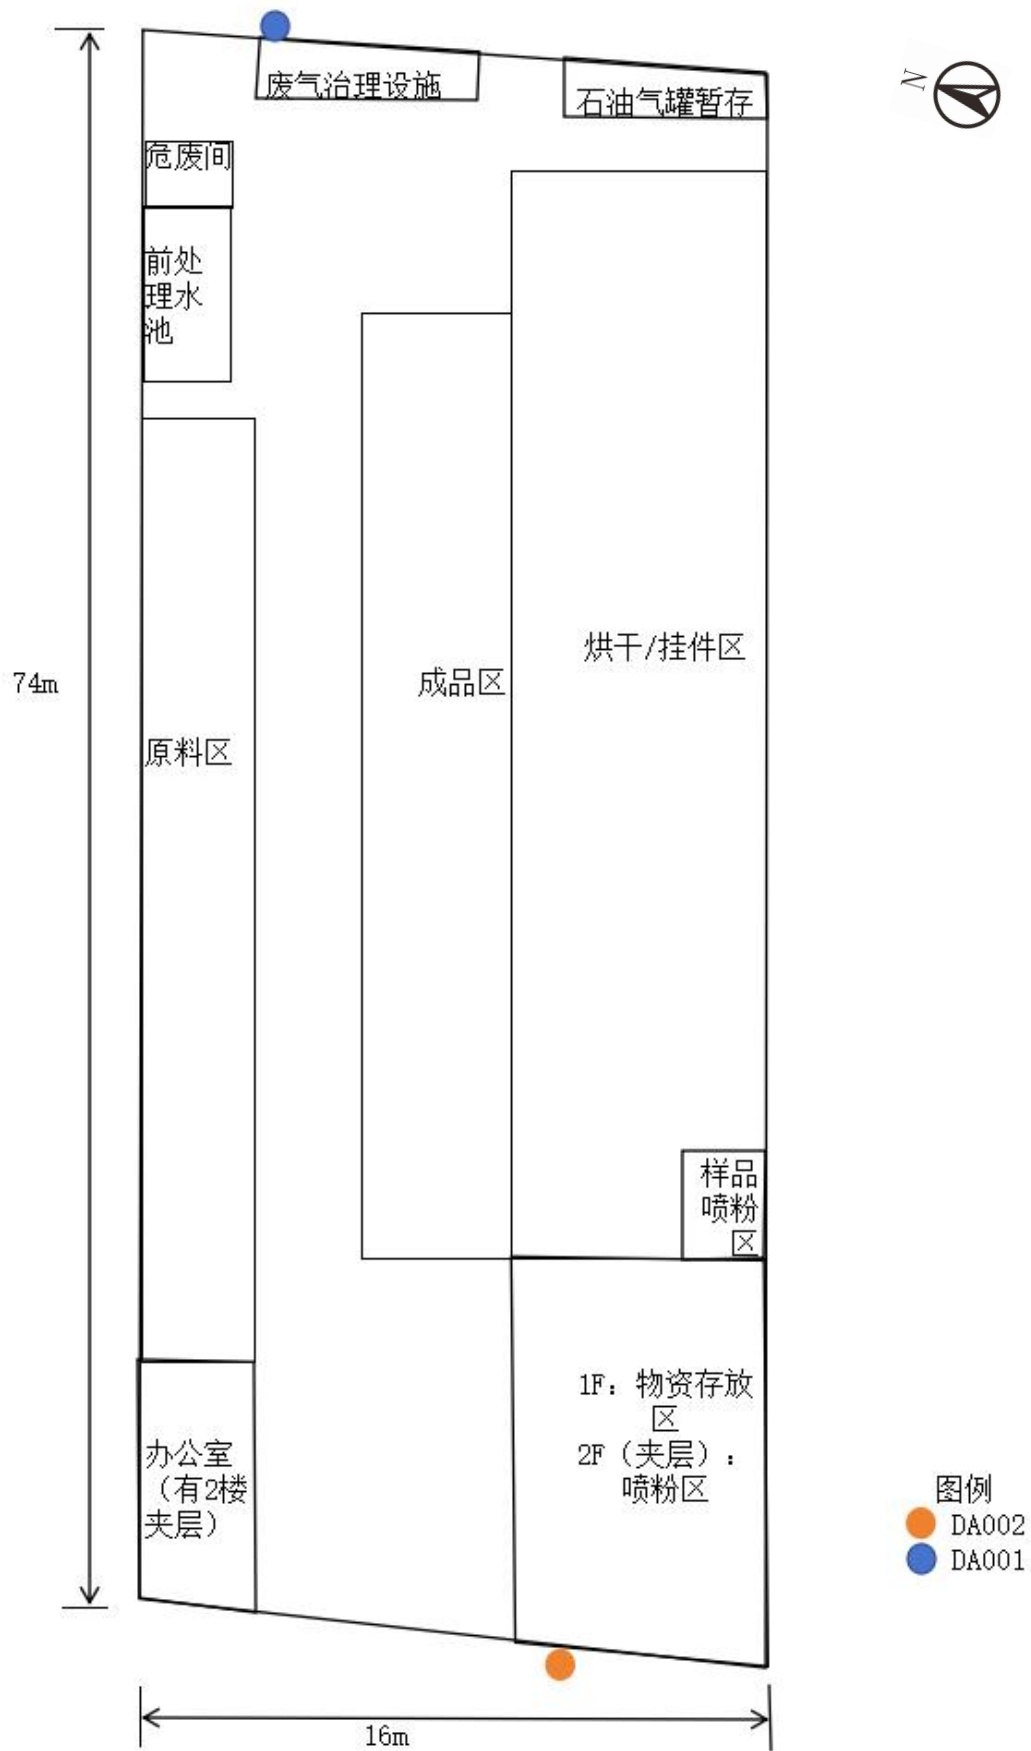 废气治理设施
石油气罐暂存
N
危废间
前处
理水
池
烘干/挂件区
成品区
74m
原料区
样品
喷粉
区
1F：物资存放
区
2F（夹层）：
喷粉区
办公室
（有2楼
夹层）
图例
DA002
DA001
16m